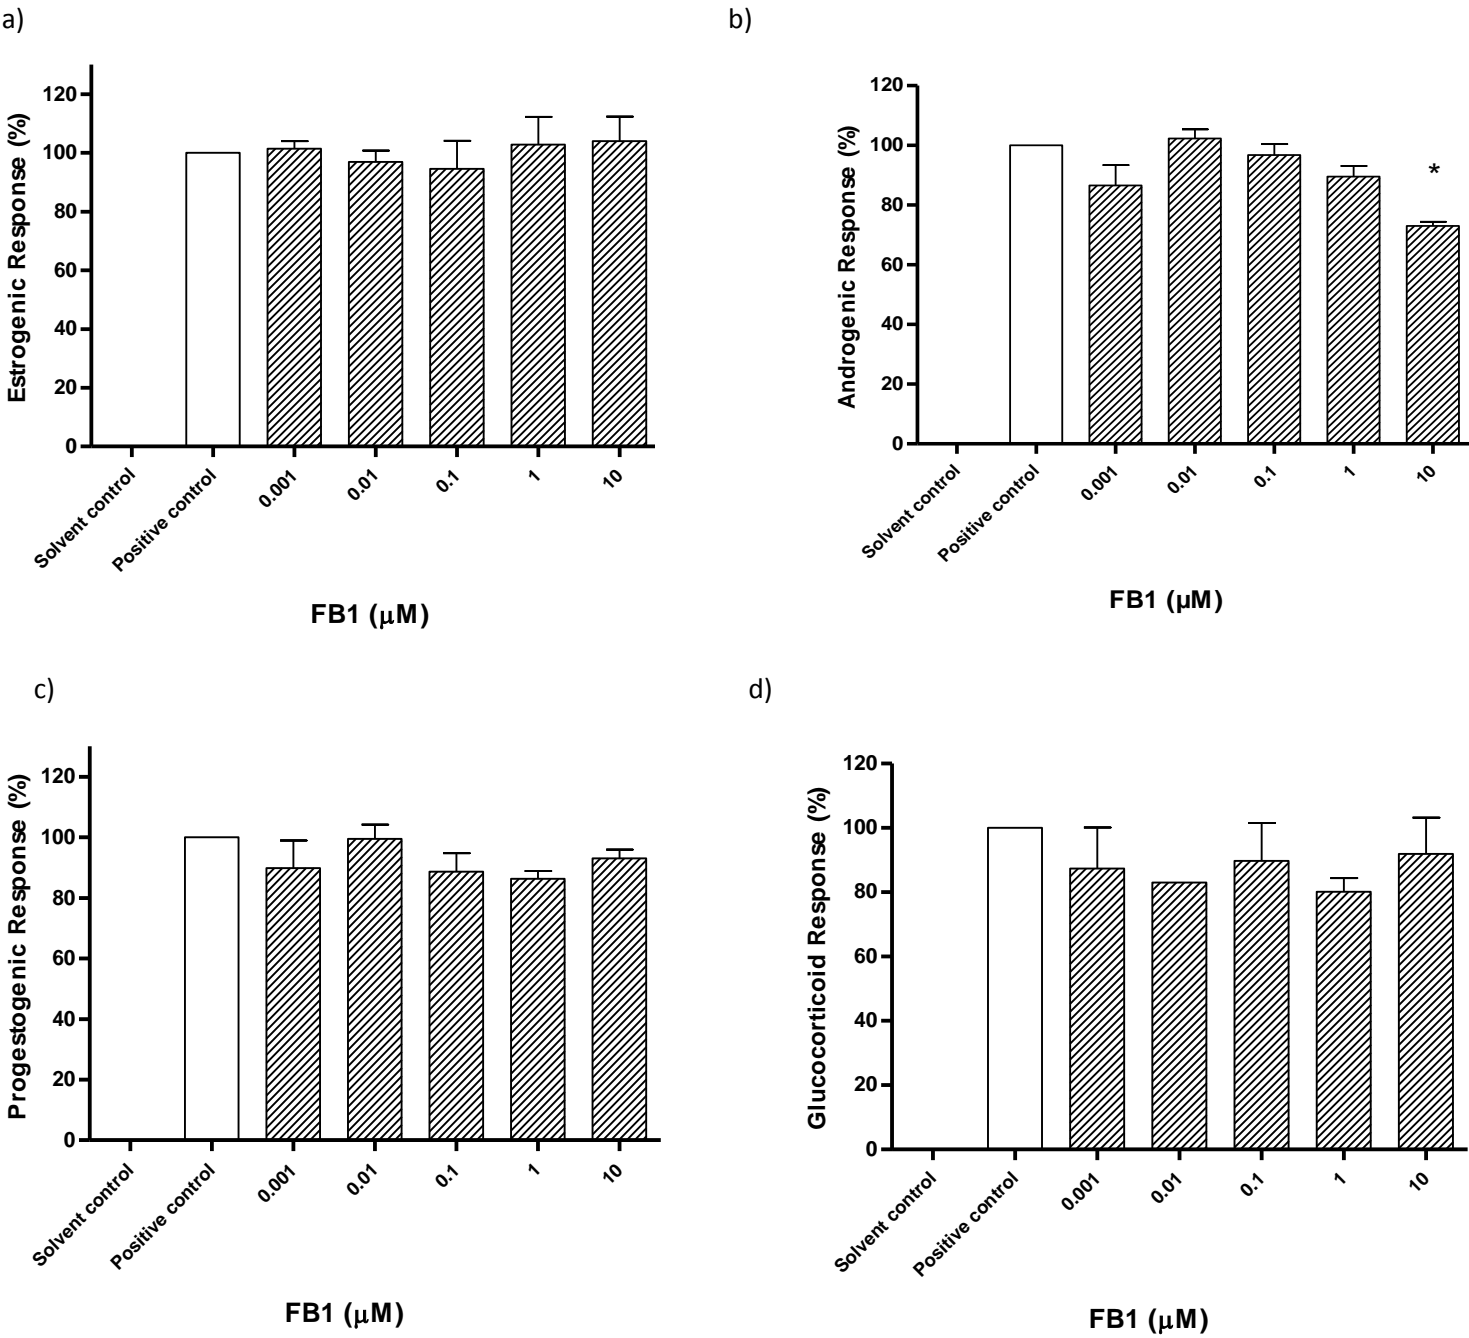 a)
Estrogenic Response (%)
120
100
80
60
40
20
0
Solvent control
Positive control
0.001
0.01
0.1
1
10
FB1 (μM)
b)
Androgenic Response (%)
120
100
80
60
40
20
0
*
Solvent control
Positive control
0.001
0.01
0.1
1
10
FB1 (µM)
c)
Progestogenic Response (%)
120
100
80
60
40
20
0
Solvent control
Positive control
0.001
0.01
0.1
1
10
FB1 (μM)
d)
Glucocorticoid Response (%)
120
100
80
60
40
20
0
Solvent control
Positive control
0.001
0.01
0.1
1
10
FB1 (μM)